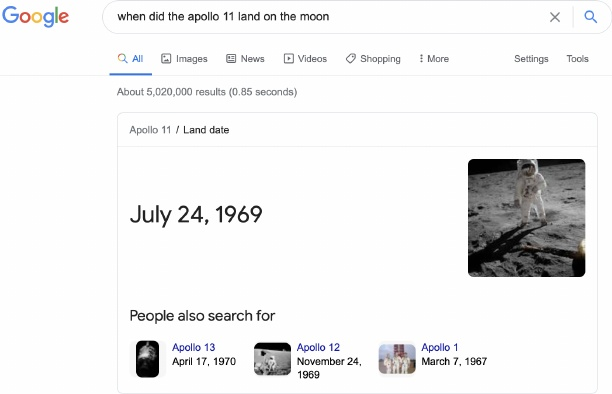 Google
when did the apollo 11 land on the moon
All Images News Videos Shopping More Settings Tools
About 5,020,000 results (0.85 seconds)
Apollo 11 / Land date
July 24, 1969
People also search for
Apollo 13
April 17, 1970
Apollo 12
November 24,
1969
Apollo 1
March 7, 1967